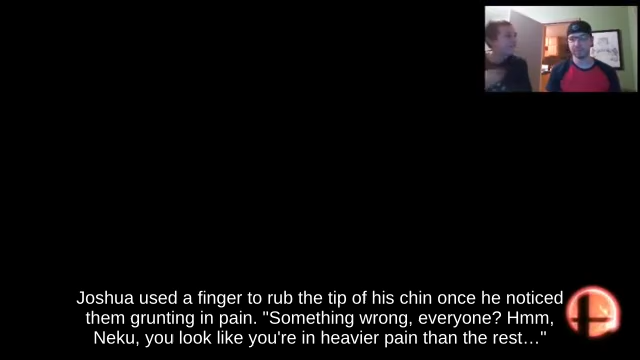 Joshua used a finger to rub the tip of his chin once he noticed
them grunting in pain. "Something wrong, everyone? Hmm,
Neku, you look like you're in heavier pain than the rest…"